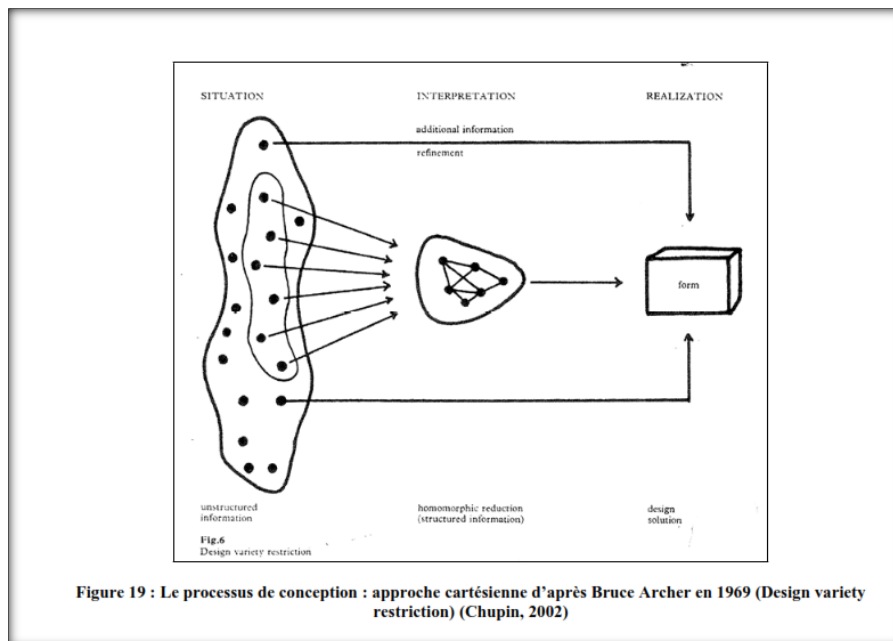 SITUATION
INTERPRETATION
REALIZATION
additional information
refinement
form
unstructured
information
homomorphic reduction
(structured information)
design
solution
Fig.6
Design variety restriction
Figure 19 : Le processus de conception : approche cartésienne d'après Bruce Archer en 1969 (Design variety
restriction) (Chupin, 2002)